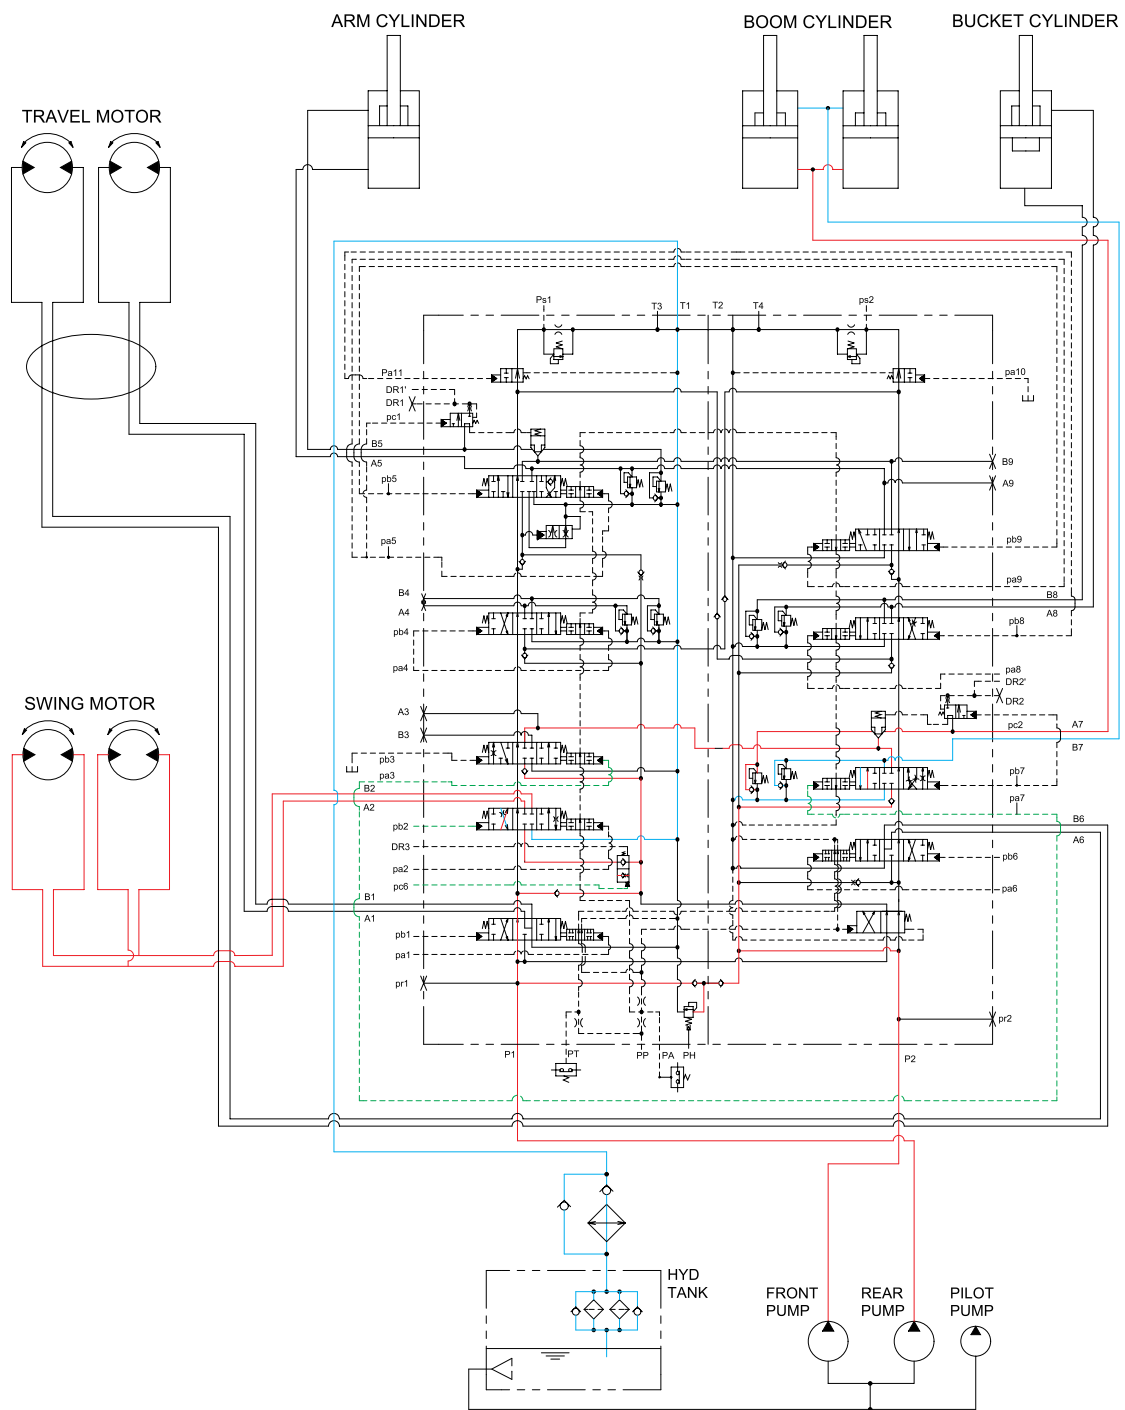 ARM CYLINDER
BOOM CYLINDER
BUCKET CYLINDER
TRAVEL MOTOR
Ps1
T3
T1
T2
T4
ps2
Pa11
pa10
DR1'
DR1
pc1
B5
A5
B9
A9
pb5
pa5
pb9
pa9
B4
A4
B8
A8
pb4
pb8
pa4
pa8
DR2'
DR2
SWING MOTOR
A3
B3
pc2
A7
B7
pb3
pa3
pb7
pa7
B2
A2
pb2
B6
A6
DR3
pa2
pb6
pc6
pa6
B1
A1
pb1
pa1
pr1
pr2
P1
PT
PP
PA
PH
P2
HYD
TANK
FRONT
PUMP
REAR
PUMP
PILOT
PUMP